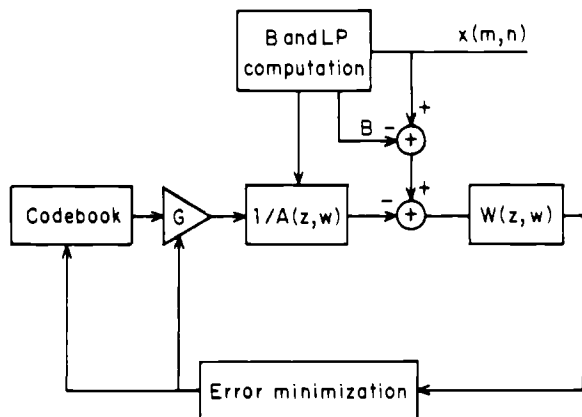 B and LP
computation
x(m,n)
+
B
−
+
+
Codebook
G
1/A(z,w)
−
+
W(z,w)
Error minimization